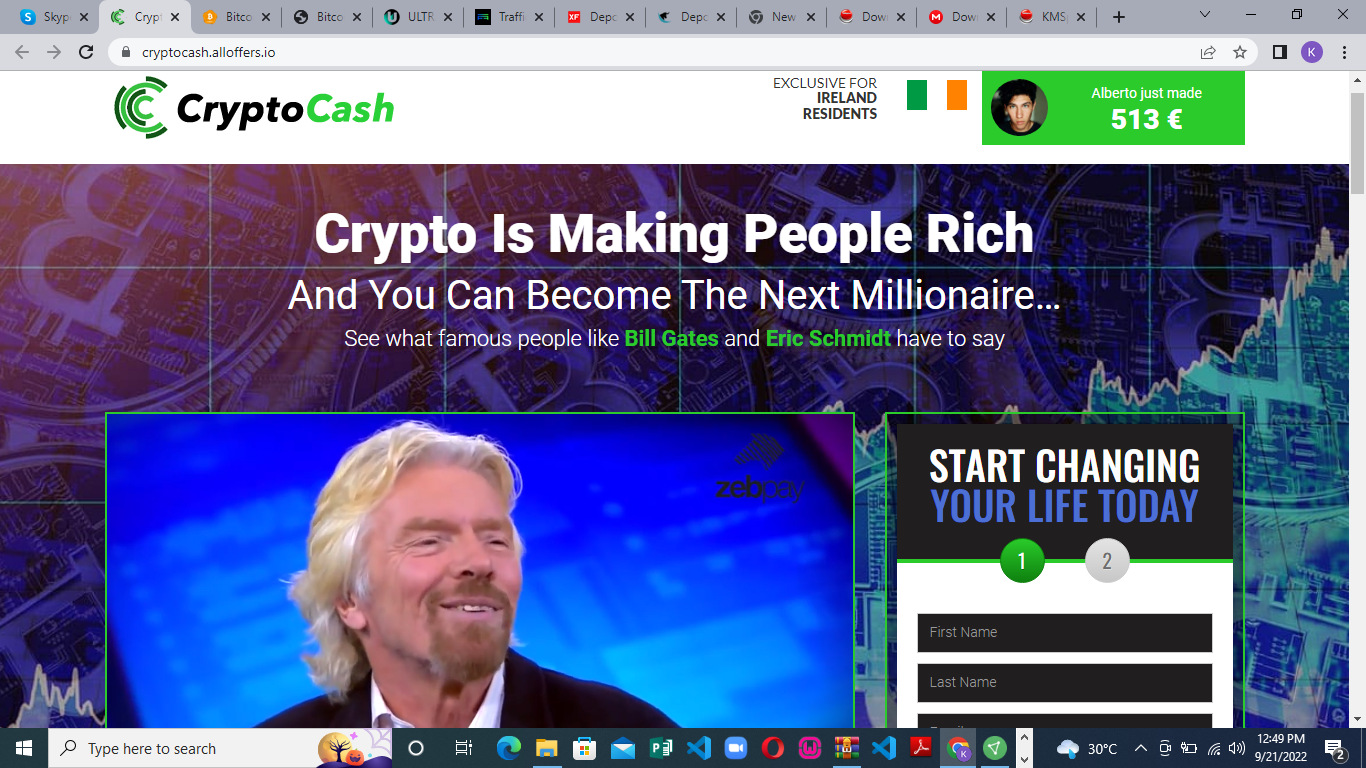 Skyp
Cryp
Bitco
Bitco
ULTR
Traffi
Depo
Depo
New
Dow
Dow
KMS
cryptocash.alloffers.io
K
CryptoCash
EXCLUSIVE FOR
IRELAND
RESIDENTS
Alberto just made
513 €
Crypto Is Making People Rich
And You Can Become The Next Millionaire...
See what famous people like Bill Gates and Eric Schmidt have to say
zebpay
START CHANGING
YOUR LIFE TODAY
1 2
First Name
Last Name
Type here to search
30°C
12:49 PM
9/21/2022
2